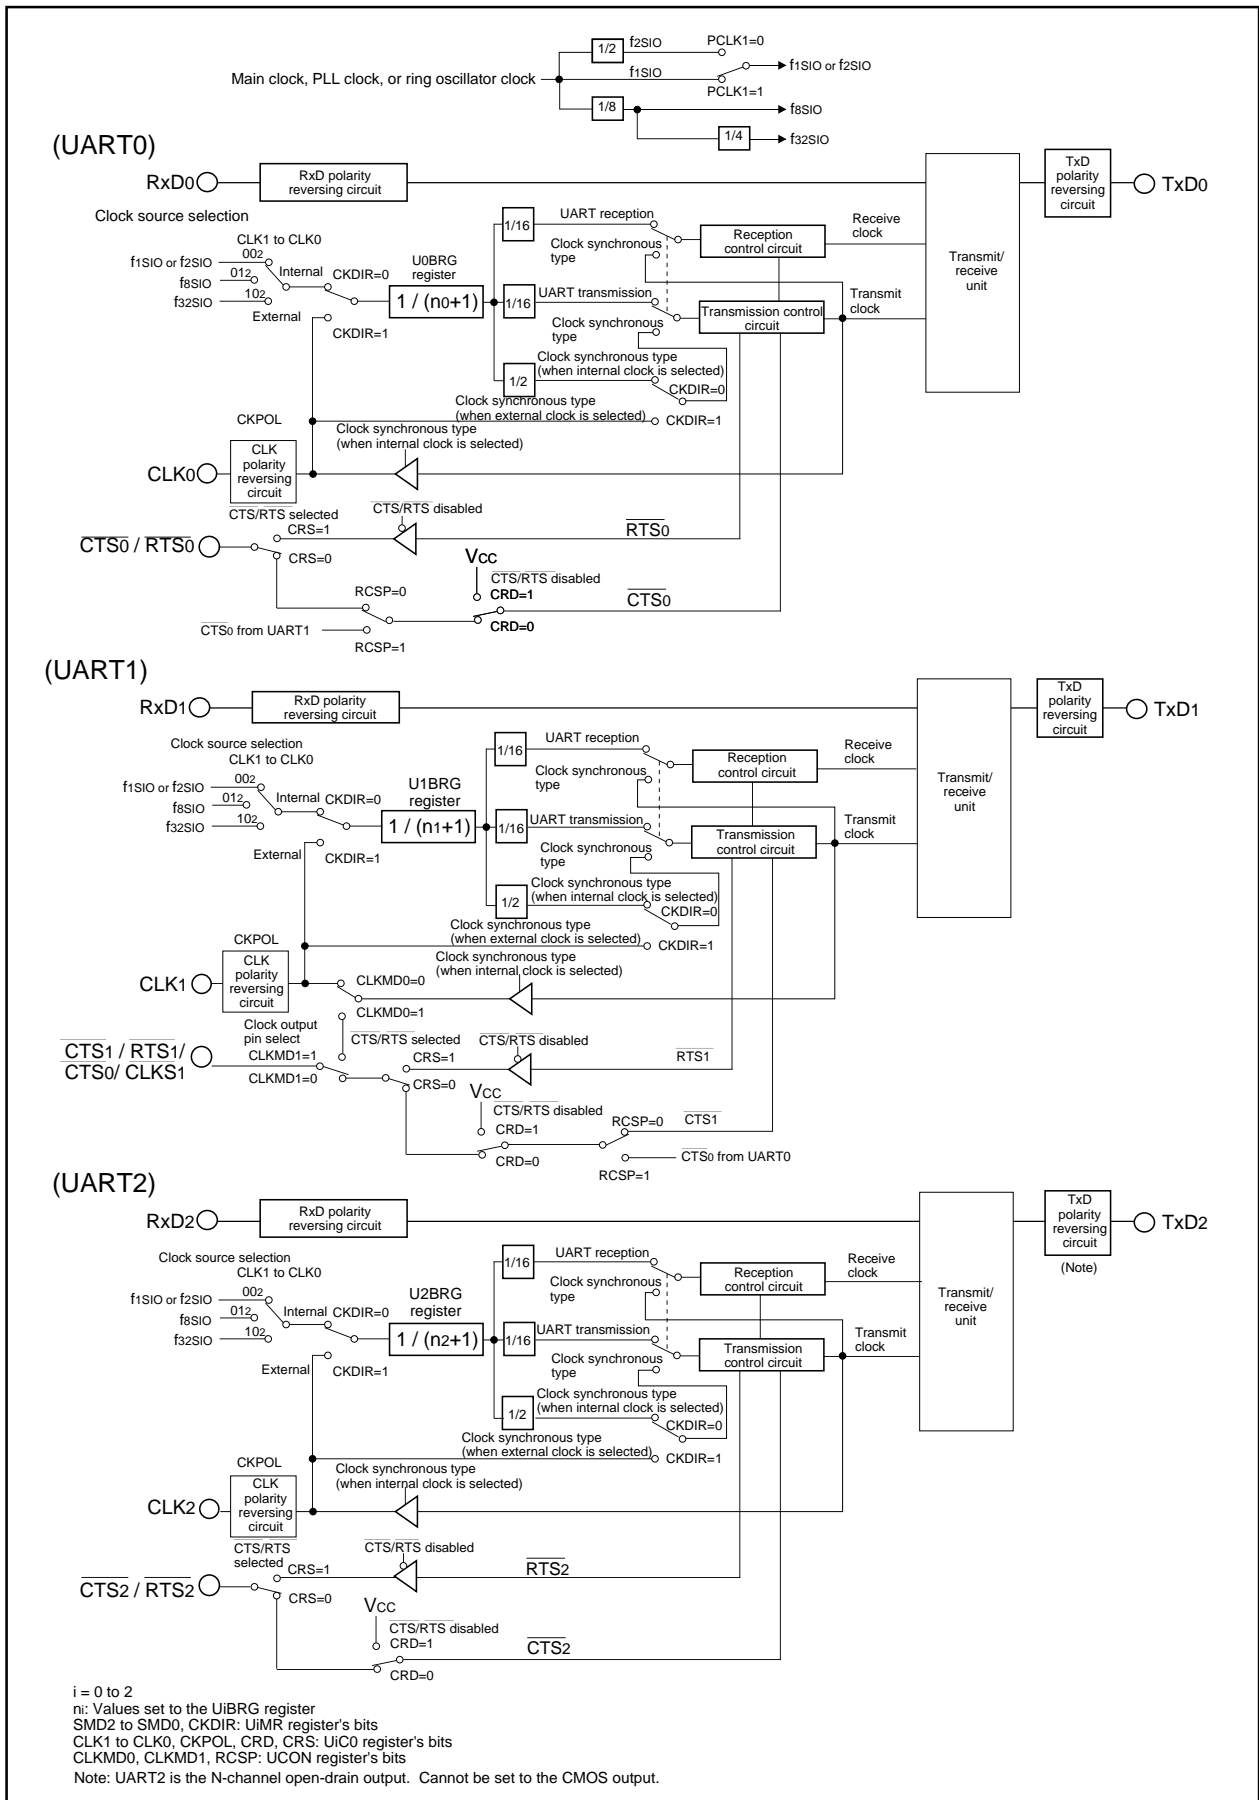 f2SIO
PCLK1=0
1/2
Main clock, PLL clock, or ring oscillator clock
f1SIO
f1SIO or f2SIO
PCLK1=1
1/8
f8SIO
1/4
f32SIO
(UART0)
RxD0
RxD polarity
reversing circuit
TxD
polarity
reversing
circuit
TxD0
Clock source selection
CLK1 to CLK0
f1SIO or f2SIO
002
f8SIO
012
f32SIO
102
Internal
CKDIR=0
External
CKDIR=1
U0BRG
register
1 / (n0+1)
1/16
UART reception
Clock synchronous
type
Reception
control circuit
Receive
clock
Transmit/
receive
unit
1/16
UART transmission
Clock synchronous
type
Transmission control
circuit
Transmit
clock
1/2
Clock synchronous type
(when internal clock is selected)
CKDIR=0
Clock synchronous type
(when external clock is selected)
CKDIR=1
Clock synchronous type
(when internal clock is selected)
CKPOL
CLK0
CLK
polarity
reversing
circuit
CTS/RTS selected
CTS/RTS disabled
CTS0 / RTS0
CRS=1
CRS=0
RTS0
VCC
CTS/RTS disabled
RCSP=0
CRD=1
CTS0
CRD=0
CTS0 from UART1
RCSP=1
(UART1)
RxD1
RxD polarity
reversing circuit
TxD
polarity
reversing
circuit
TxD1
Clock source selection
CLK1 to CLK0
f1SIO or f2SIO
002
f8SIO
012
f32SIO
102
Internal
CKDIR=0
External
CKDIR=1
U1BRG
register
1 / (n1+1)
1/16
UART reception
Clock synchronous
type
Reception
control circuit
Receive
clock
Transmit/
receive
unit
1/16
UART transmission
Clock synchronous
type
Transmission
control circuit
Transmit
clock
1/2
Clock synchronous type
(when internal clock is selected)
CKDIR=0
Clock synchronous type
(when external clock is selected)
CKDIR=1
Clock synchronous type
(when internal clock is selected)
CKPOL
CLK1
CLK
polarity
reversing
circuit
CLKMD0=0
CLKMD0=1
Clock output
pin select
CTS1 / RTS1/
CTS0/ CLKS1
CLKMD1=1
CLKMD1=0
CTS/RTS selected
CTS/RTS disabled
CRS=1
CRS=0
RTS1
VCC
CTS/RTS disabled
CRD=1
CRD=0
RCSP=0
CTS1
CTS0 from UART0
RCSP=1
(UART2)
RxD2
RxD polarity
reversing circuit
TxD
polarity
reversing
circuit
(Note)
TxD2
Clock source selection
CLK1 to CLK0
f1SIO or f2SIO
002
f8SIO
012
f32SIO
102
Internal
CKDIR=0
External
CKDIR=1
U2BRG
register
1 / (n2+1)
1/16
UART reception
Clock synchronous
type
Reception
control circuit
Receive
clock
Transmit/
receive
unit
1/16
UART transmission
Clock synchronous
type
Transmission
control circuit
Transmit
clock
1/2
Clock synchronous type
(when internal clock is selected)
CKDIR=0
Clock synchronous type
(when external clock is selected)
CKDIR=1
Clock synchronous type
(when internal clock is selected)
CKPOL
CLK2
CLK
polarity
reversing
circuit
CTS/RTS
selected
CTS/RTS disabled
CTS2 / RTS2
CRS=1
CRS=0
RTS2
VCC
CTS/RTS disabled
CRD=1
CTS2
CRD=0
i = 0 to 2
ni: Values set to the UiBRG register
SMD2 to SMD0, CKDIR: UiMR register's bits
CLK1 to CLK0, CKPOL, CRD, CRS: UiC0 register's bits
CLKMD0, CLKMD1, RCSP: UCON register's bits
Note: UART2 is the N-channel open-drain output. Cannot be set to the CMOS output.